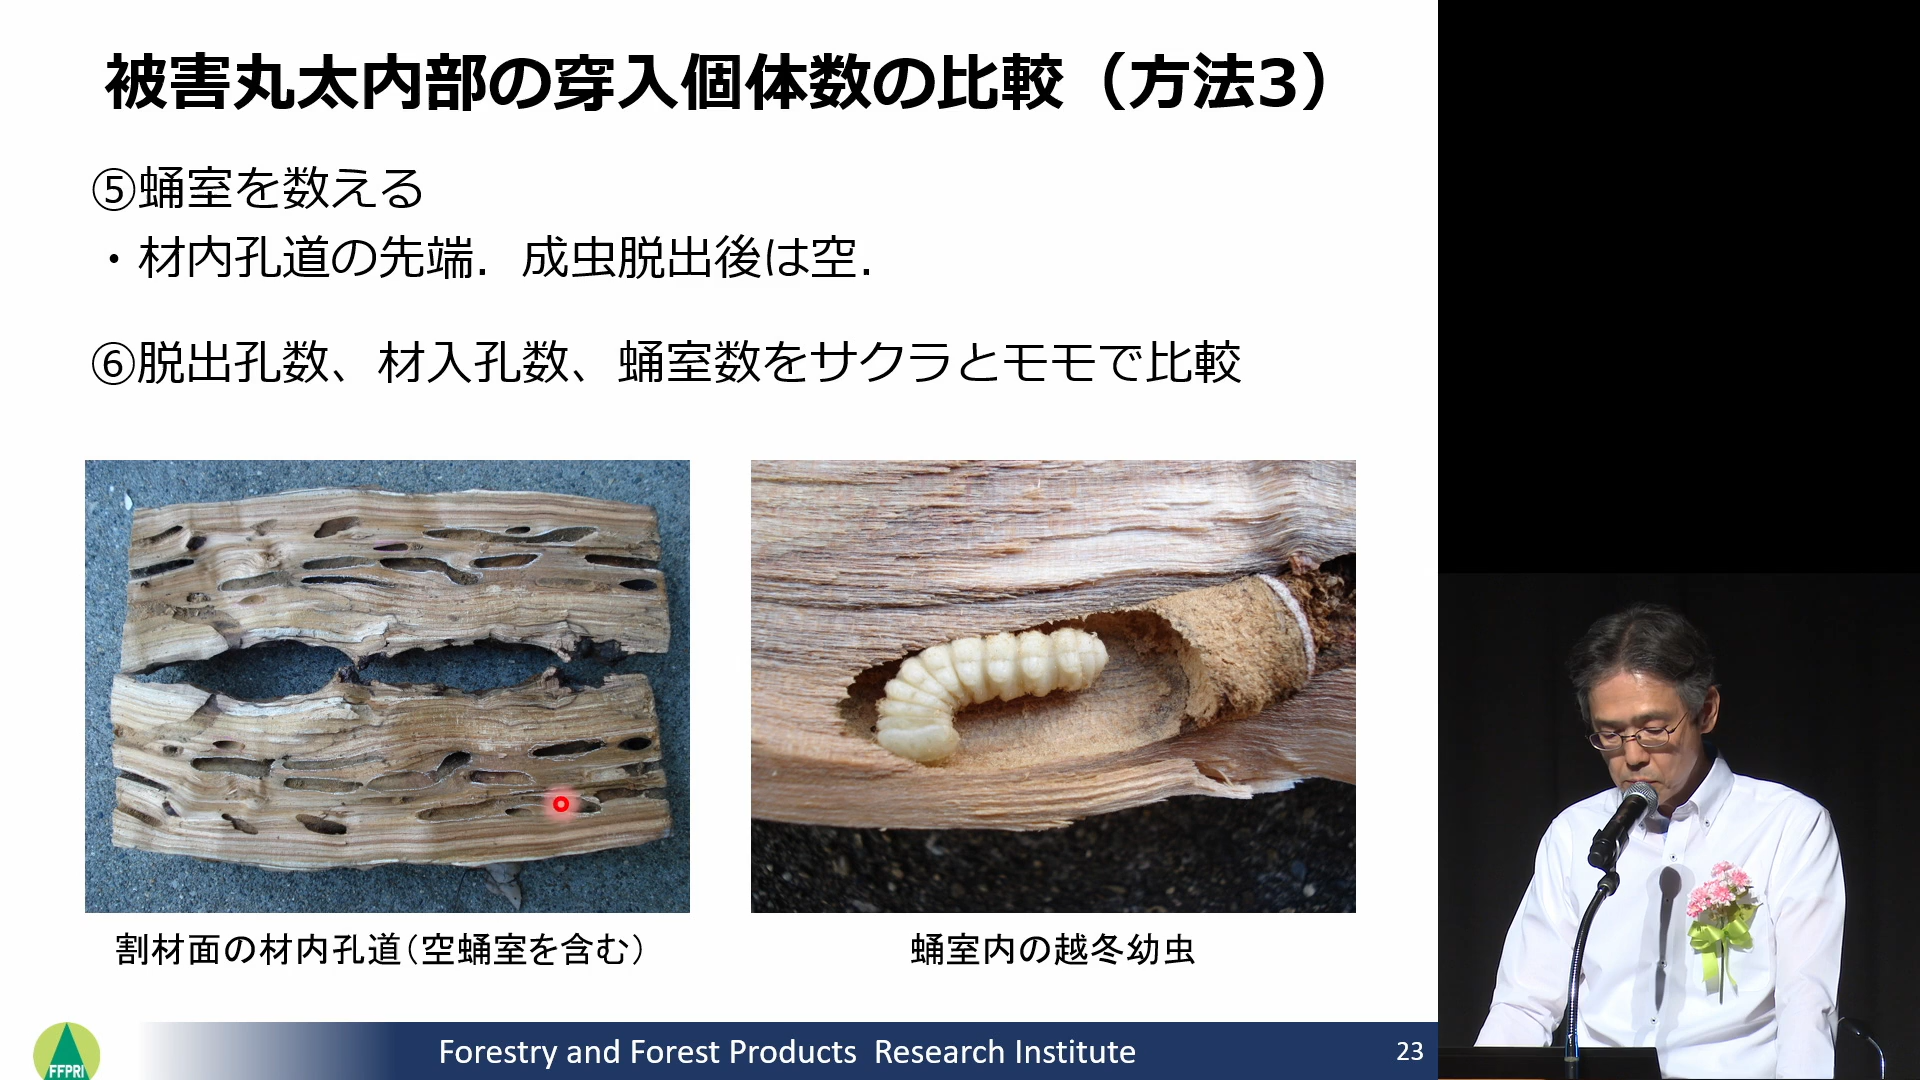 被害丸太内部の穿入個体数の比較（方法3）
⑤蛹室を数える
・材内孔道の先端．成虫脱出後は空．
⑥脱出孔数、材入孔数、蛹室数をサクラとモモで比較
割材面の材内孔道（空蛹室を含む）
蛹室内の越冬幼虫
FFPRI
Forestry and Forest Products Research Institute
23